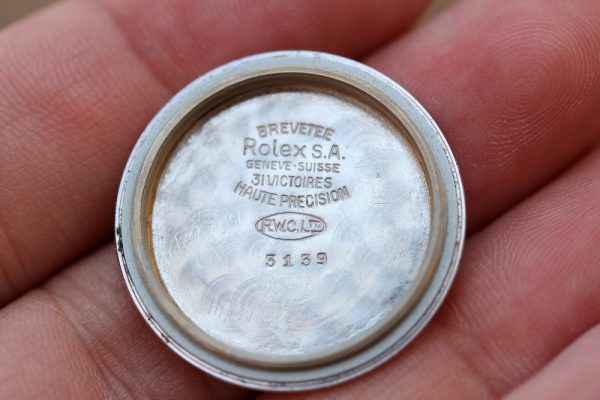 BREVETEE
Rolex S.A.
GENEVE·SUISSE
31 VICTOIRES
HAUTE PRECISION
R.W.C.LTD
3139